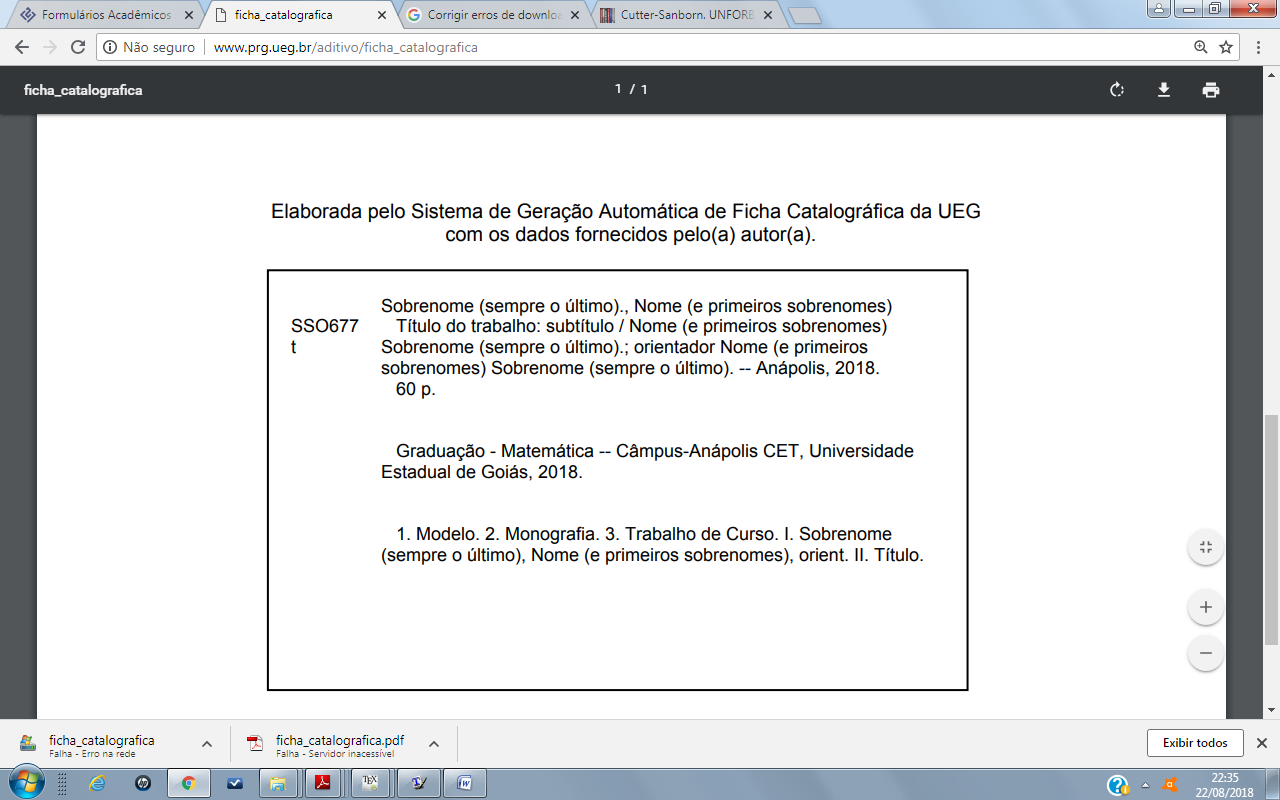 Formulários Acadêmicos
ficha_catalografica
Corrigir erros de downlo
Cutter-Sanborn. UNFORB
Não seguro
www.prg.ueg.br/aditivo/ficha_catalografica
ficha_catalografica
1 / 1
Elaborada pelo Sistema de Geração Automática de Ficha Catalográfica da UEG
com os dados fornecidos pelo(a) autor(a).
Sobrenome (sempre o último)., Nome (e primeiros sobrenomes)
SSO677 Título do trabalho: subtítulo / Nome (e primeiros sobrenomes)
t Sobrenome (sempre o último).; orientador Nome (e primeiros
sobrenomes) Sobrenome (sempre o último). -- Anápolis, 2018.
60 p.
Graduação - Matemática -- Câmpus-Anápolis CET, Universidade
Estadual de Goiás, 2018.
1. Modelo. 2. Monografia. 3. Trabalho de Curso. I. Sobrenome
(sempre o último), Nome (e primeiros sobrenomes), orient. II. Título.
ficha_catalografica
Falha - Erro na rede
ficha_catalografica.pdf
Falha - Servidor inacessível
Exibir todos
22:35
22/08/2018